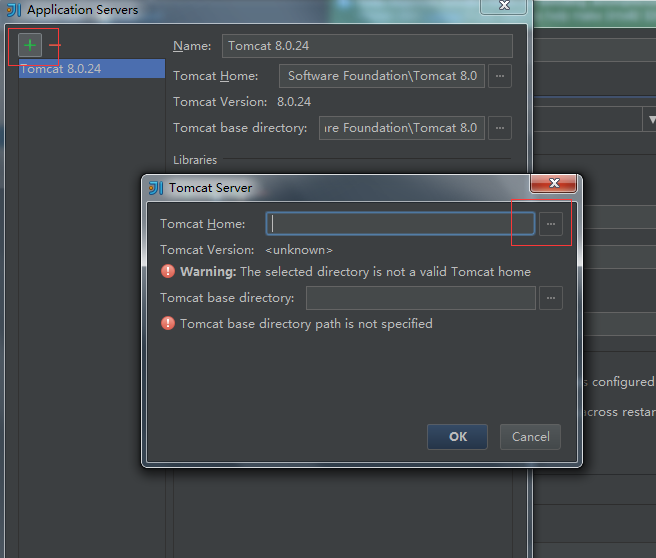 Application Servers
Name: Tomcat 8.0.24
Tomcat 8.0.24
Tomcat Home: Software Foundation\Tomcat 8.0
Tomcat Version: 8.0.24
Tomcat base directory: re Foundation\Tomcat 8.0
Libraries
Tomcat Server
Tomcat Home:
Tomcat Version: <unknown>
Warning: The selected directory is not a valid Tomcat home
Tomcat base directory:
Tomcat base directory path is not specified
s configured
across restar
OK Cancel